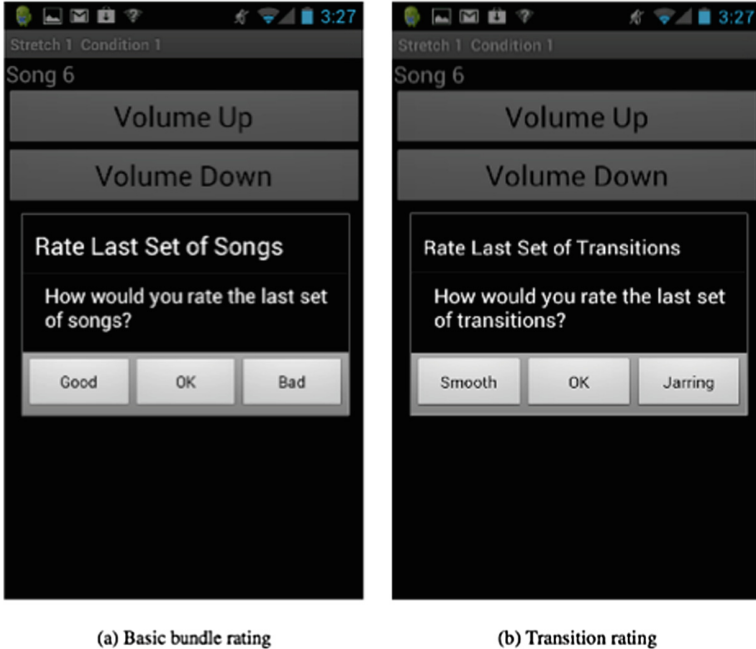 3:27
Stretch 1 Condition 1
Song 6
Volume Up
Volume Down
Rate Last Set of Songs
How would you rate the last set
of songs?
Good OK Bad
(a) Basic bundle rating
3:27
Stretch 1 Condition 1
Song 6
Volume Up
Volume Down
Rate Last Set of Transitions
How would you rate the last set
of transitions?
Smooth OK Jarring
(b) Transition rating